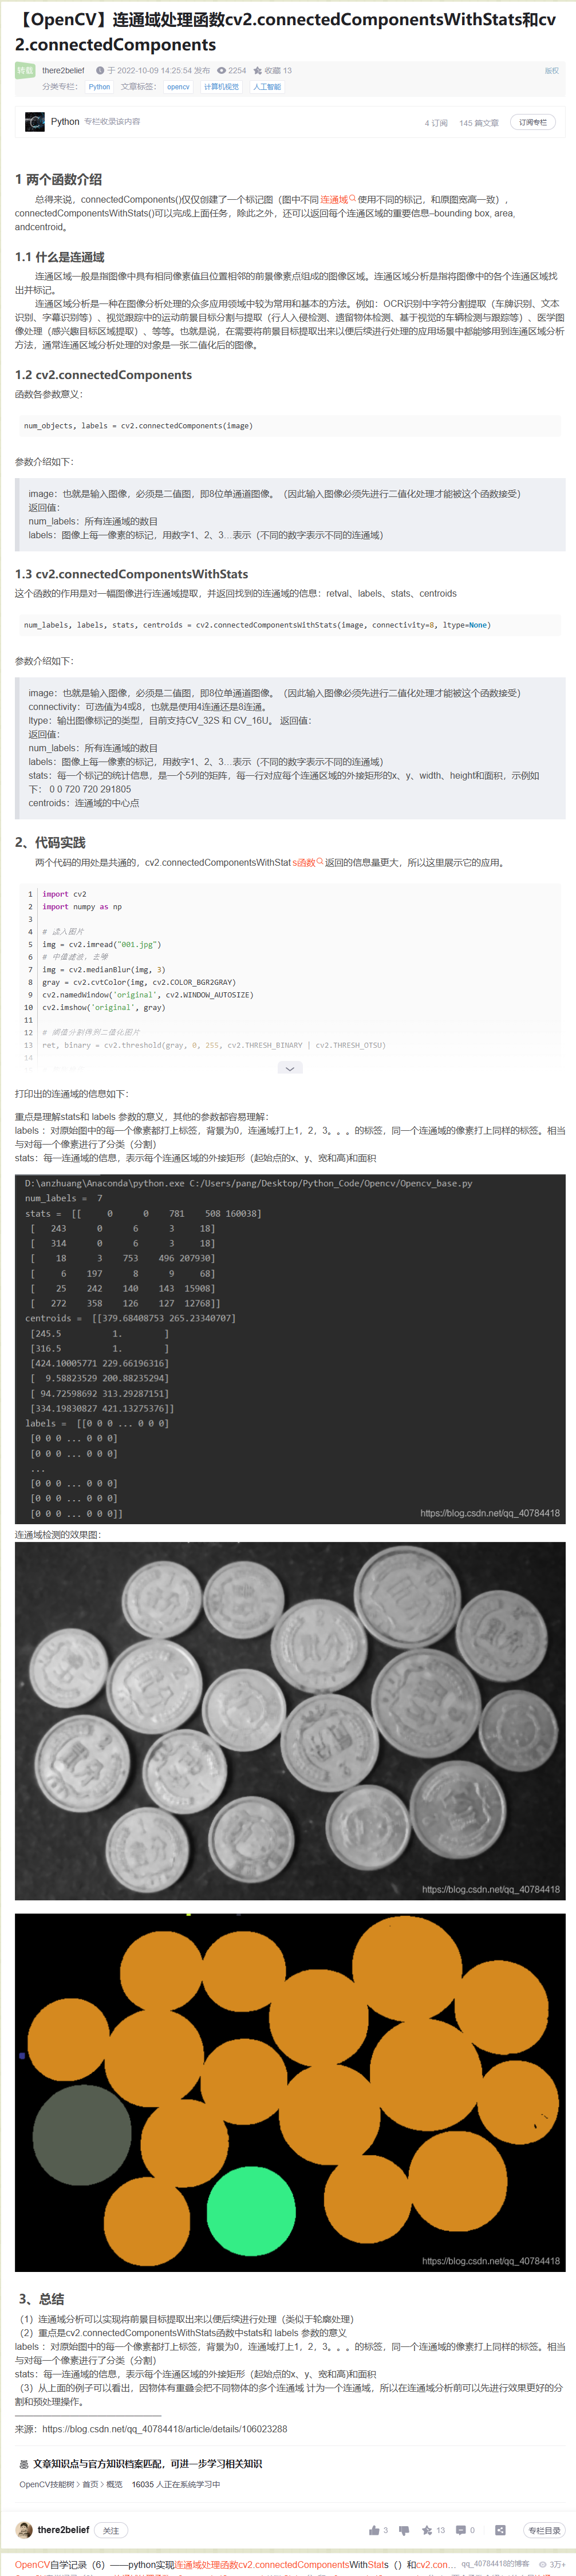 【OpenCV】连通域处理函数cv2.connectedComponentsWithStats和cv
2.connectedComponents
转载 there2belief 于 2022-10-09 14:25:54 发布 2254 收藏 13 版权
分类专栏： Python 文章标签： opencv 计算机视觉 人工智能
Python 专栏收录该内容 4 订阅 145 篇文章 订阅专栏
1 两个函数介绍
总得来说，connectedComponents()仅仅创建了一个标记图（图中不同 连通域 使用不同的标记，和原图宽高一致），
connectedComponentsWithStats()可以完成上面任务，除此之外，还可以返回每个连通区域的重要信息–bounding box, area,
andcentroid。
1.1 什么是连通域
连通区域一般是指图像中具有相同像素值且位置相邻的前景像素点组成的图像区域。连通区域分析是指将图像中的各个连通区域找
出并标记。
连通区域分析是一种在图像分析处理的众多应用领域中较为常用和基本的方法。例如：OCR识别中字符分割提取（车牌识别、文本
识别、字幕识别等）、视觉跟踪中的运动前景目标分割与提取（行人入侵检测、遗留物体检测、基于视觉的车辆检测与跟踪等）、医学图
像处理（感兴趣目标区域提取）、等等。也就是说，在需要将前景目标提取出来以便后续进行处理的应用场景中都能够用到连通区域分析
方法，通常连通区域分析处理的对象是一张二值化后的图像。
1.2 cv2.connectedComponents
函数各参数意义：
num_objects, labels = cv2.connectedComponents(image)
参数介绍如下：
image：也就是输入图像，必须是二值图，即8位单通道图像。（因此输入图像必须先进行二值化处理才能被这个函数接受）
返回值：
num_labels：所有连通域的数目
labels：图像上每一像素的标记，用数字1、2、3…表示（不同的数字表示不同的连通域）
1.3 cv2.connectedComponentsWithStats
这个函数的作用是对一幅图像进行连通域提取，并返回找到的连通域的信息：retval、labels、stats、centroids
num_labels, labels, stats, centroids = cv2.connectedComponentsWithStats(image, connectivity=8, ltype=None)
参数介绍如下：
image：也就是输入图像，必须是二值图，即8位单通道图像。（因此输入图像必须先进行二值化处理才能被这个函数接受）
connectivity：可选值为4或8，也就是使用4连通还是8连通。
ltype：输出图像标记的类型，目前支持CV_32S 和 CV_16U。 返回值：
返回值：
num_labels：所有连通域的数目
labels：图像上每一像素的标记，用数字1、2、3…表示（不同的数字表示不同的连通域）
stats：每一个标记的统计信息，是一个5列的矩阵，每一行对应每个连通区域的外接矩形的x、y、width、height和面积，示例如
下： 0 0 720 720 291805
centroids：连通域的中心点
2、代码实践
两个代码的用处是共通的，cv2.connectedComponentsWithStat s函数 返回的信息量更大，所以这里展示它的应用。
1 import cv2
2 import numpy as np
3
4 # 读入图片
5 img = cv2.imread("001.jpg")
6 # 中值滤波，去噪
7 img = cv2.medianBlur(img, 3)
8 gray = cv2.cvtColor(img, cv2.COLOR_BGR2GRAY)
9 cv2.namedWindow('original', cv2.WINDOW_AUTOSIZE)
10 cv2.imshow('original', gray)
11
12 # 阈值分割得到二值化图片
13 ret, binary = cv2.threshold(gray, 0, 255, cv2.THRESH_BINARY | cv2.THRESH_OTSU)
14
打印出的连通域的信息如下：
重点是理解stats和 labels 参数的意义，其他的参数都容易理解：
labels ：对原始图中的每一个像素都打上标签，背景为0，连通域打上1，2，3。。。的标签，同一个连通域的像素打上同样的标签。相当
与对每一个像素进行了分类（分割）
stats：每一连通域的信息，表示每个连通区域的外接矩形（起始点的x、y、宽和高)和面积
D:\anzhuang\Anaconda\python.exe C:/Users/pang/Desktop/Python_Code/Opencv/Opencv_base.py
num_labels = 7
stats = [[ 0 0 781 508 160038]
[ 243 0 6 3 18]
[ 314 0 6 3 18]
[ 18 3 753 496 207930]
[ 6 197 8 9 68]
[ 25 242 140 143 15908]
[ 272 358 126 127 12768]]
centroids = [[379.68408753 265.23340707]
[245.5 1. ]
[316.5 1. ]
[424.10005771 229.66196316]
[ 9.58823529 200.88235294]
[ 94.72598692 313.29287151]
[334.19830827 421.13275376]]
labels = [[0 0 0 ... 0 0 0]
[0 0 0 ... 0 0 0]
[0 0 0 ... 0 0 0]
...
[0 0 0 ... 0 0 0]
[0 0 0 ... 0 0 0]
[0 0 0 ... 0 0 0]]
https://blog.csdn.net/qq_40784418
连通域检测的效果图：
https://blog.csdn.net/qq_40784418
https://blog.csdn.net/qq_40784418
3、总结
（1）连通域分析可以实现将前景目标提取出来以便后续进行处理（类似于轮廓处理）
（2）重点是cv2.connectedComponentsWithStats函数中stats和 labels 参数的意义
labels ：对原始图中的每一个像素都打上标签，背景为0，连通域打上1，2，3。。。的标签，同一个连通域的像素打上同样的标签。相当
与对每一个像素进行了分类（分割）
stats：每一连通域的信息，表示每个连通区域的外接矩形（起始点的x、y、宽和高)和面积
（3）从上面的例子可以看出，因物体有重叠会把不同物体的多个连通域 计为一个连通域，所以在连通域分析前可以先进行效果更好的分
割和预处理操作。
来源：https://blog.csdn.net/qq_40784418/article/details/106023288
文章知识点与官方知识档案匹配，可进一步学习相关知识
OpenCV技能树 首页 概览 16035 人正在系统学习中
there2belief 关注 3 13 0 专栏目录
OpenCV自学记录（6）——python实现连通域处理函数cv2.connectedComponentsWithStats（）和cv2.con... qq_40784418的博客 3万+